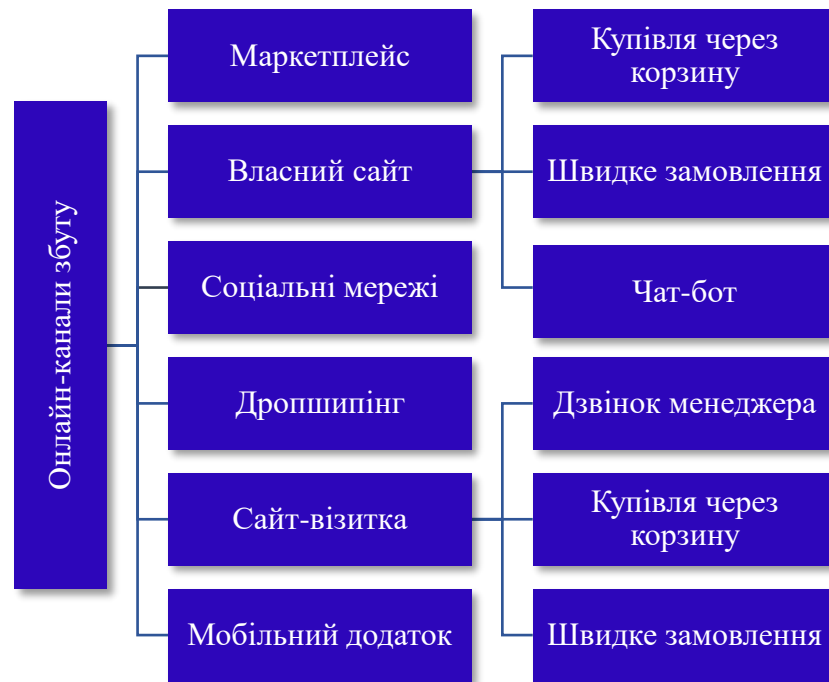 Онлайн-канали збуту
Маркетплейс
Власний сайт
Соціальні мережі
Дропшипінг
Сайт-візитка
Мобільний додаток
Купівля через
корзину
Швидке замовлення
Чат-бот
Дзвінок менеджера
Купівля через
корзину
Швидке замовлення